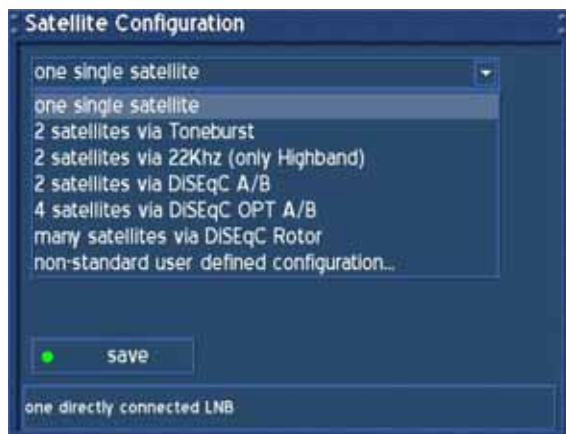 Satellite Configuration
one single satellite
one single satellite
2 satellites via Toneburst
2 satellites via 22Khz (only Highband)
2 satellites via DiSEqC A/B
4 satellites via DiSEqC OPT A/B
many satellites via DiSEqC Rotor
non-standard user defined configuration...
save
one directly connected LNB